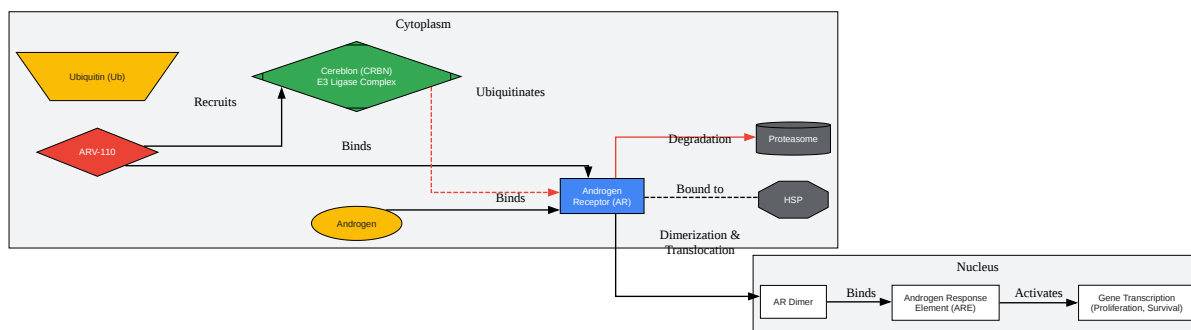 Cytoplasm
Ubiquitin (Ub)
Cereblon (CRBN)
E3 Ligase Complex
Recruits
Ubiquitinates
ARV-110
Binds
Degradation
Proteasome
Androgen
Receptor (AR)
Bound to
HSP
Binds
Androgen
Dimerization &
Translocation
Nucleus
AR Dimer
Binds
Androgen Response
Element (ARE)
Activates
Gene Transcription
(Proliferation, Survival)